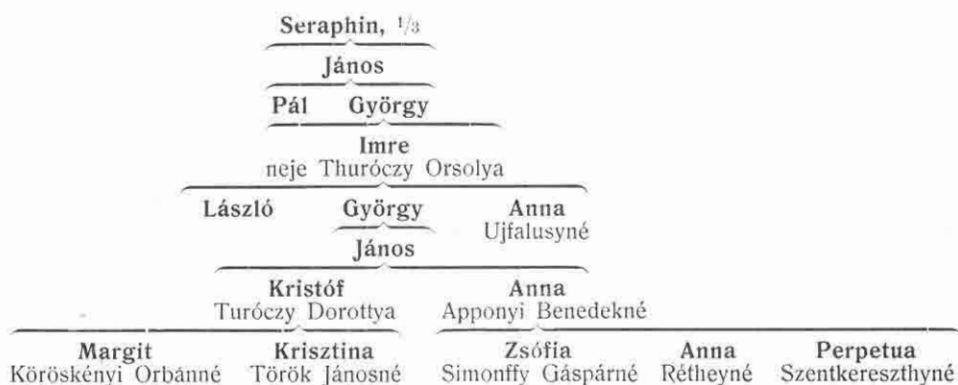 Seraphin, 1/3
János
Pál György
Imre
neje Thuróczy Orsolya
László György Anna
Ujfalusyné
János
Kristóf Anna
Turóczy Dorottya Apponyi Benedekné
Margit Krisztina Zsófia Anna Perpetua
Köröskényi Orbánné Török Jánosné Simonffy Gáspárné Rétheyné Szentkereszthyné